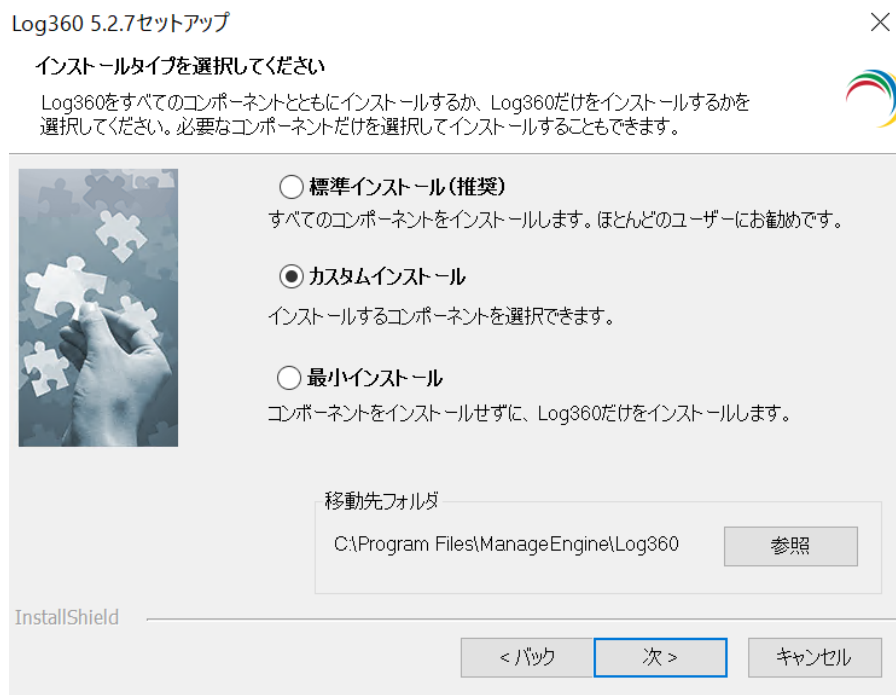 Log360 5.2.7セットアップ
インストールタイプを選択してください
Log360をすべてのコンポーネントとともにインストールするか、Log360だけをインストールするかを
選択してください。必要なコンポーネントだけを選択してインストールすることもできます。
標準インストール(推奨)
すべてのコンポーネントをインストールします。ほとんどのユーザーにお勧めです。
カスタムインストール
インストールするコンポーネントを選択できます。
最小インストール
コンポーネントをインストールせずに、Log360だけをインストールします。
移動先フォルダ
C:\Program Files\ManageEngine\Log360
参照
InstallShield
< バック
次 >
キャンセル